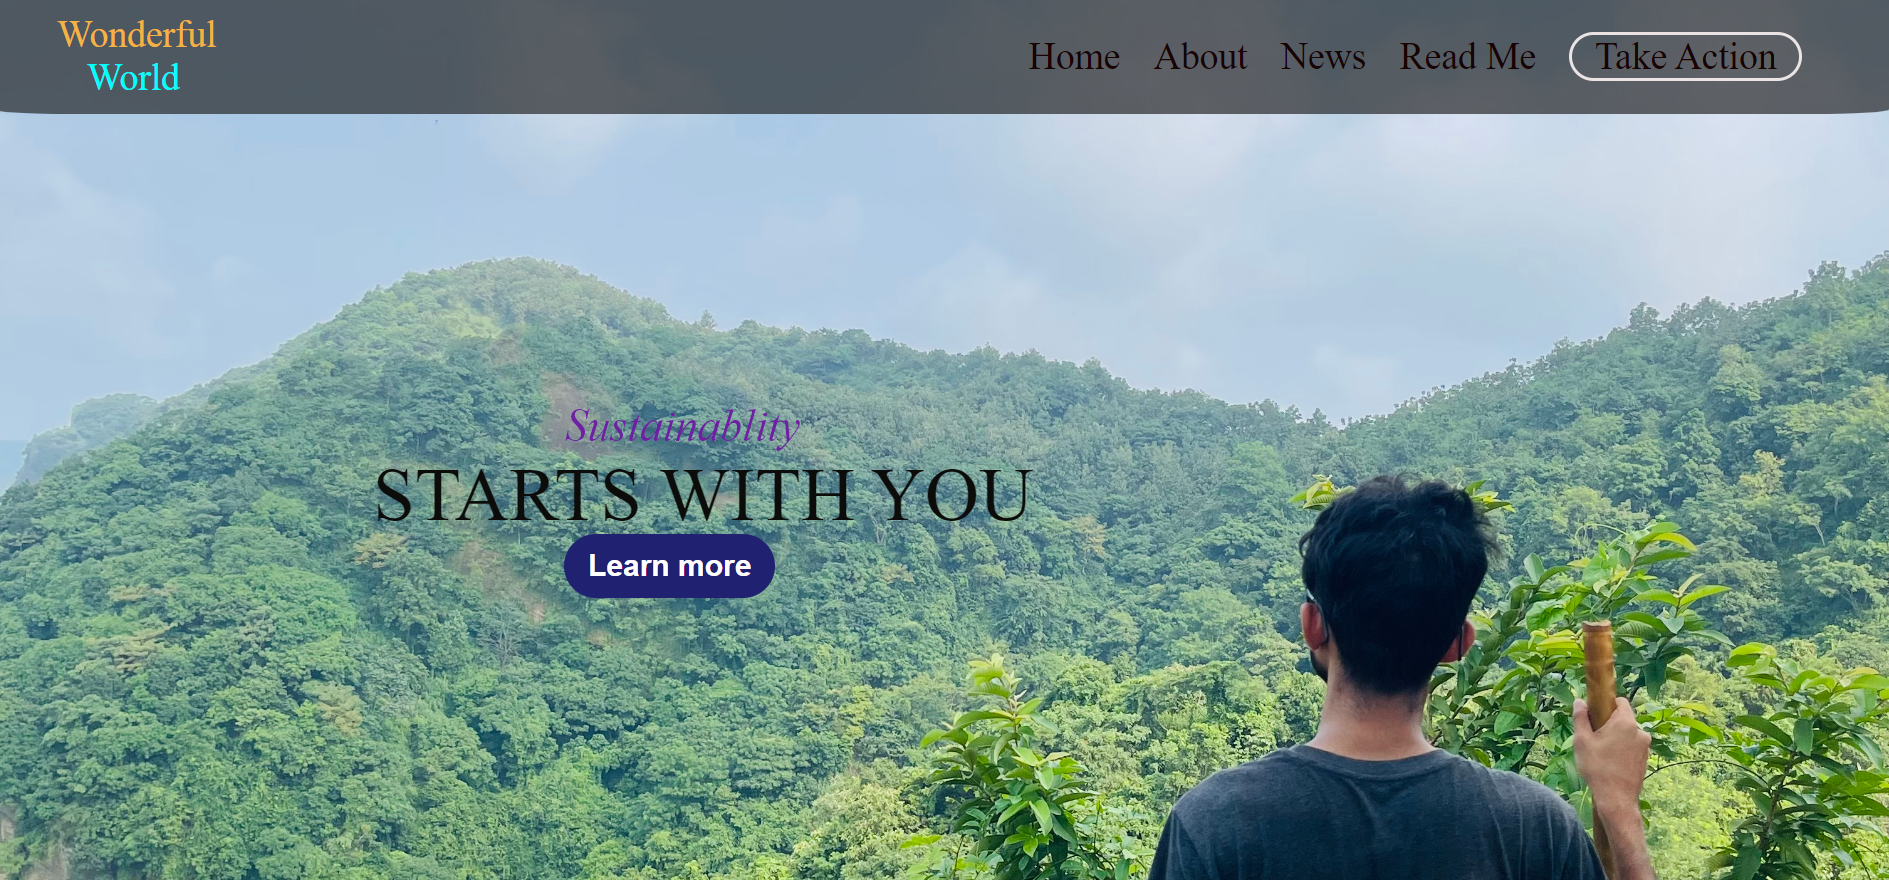 Wonderful
World
Home About News Read Me Take Action
Sustainablity
STARTS WITH YOU
Learn more